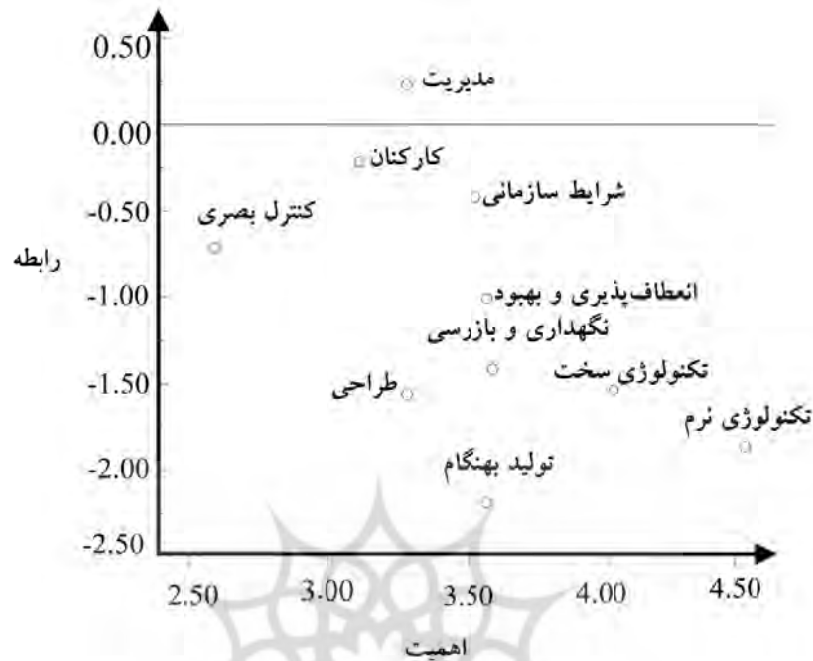 0.50
مدیریت
0.00
کارکنان
شرایط سازمانی
-0.50
کنترل بصری
رابطه
-1.00
انعطاف‌پذیری و بهبود
نگهداری و بازرسی
-1.50
طراحی
تکنولوژی سخت
تکنولوژی نرم
-2.00
تولید بهنگام
-2.50
2.50 3.00 3.50 4.00 4.50
اهمیت